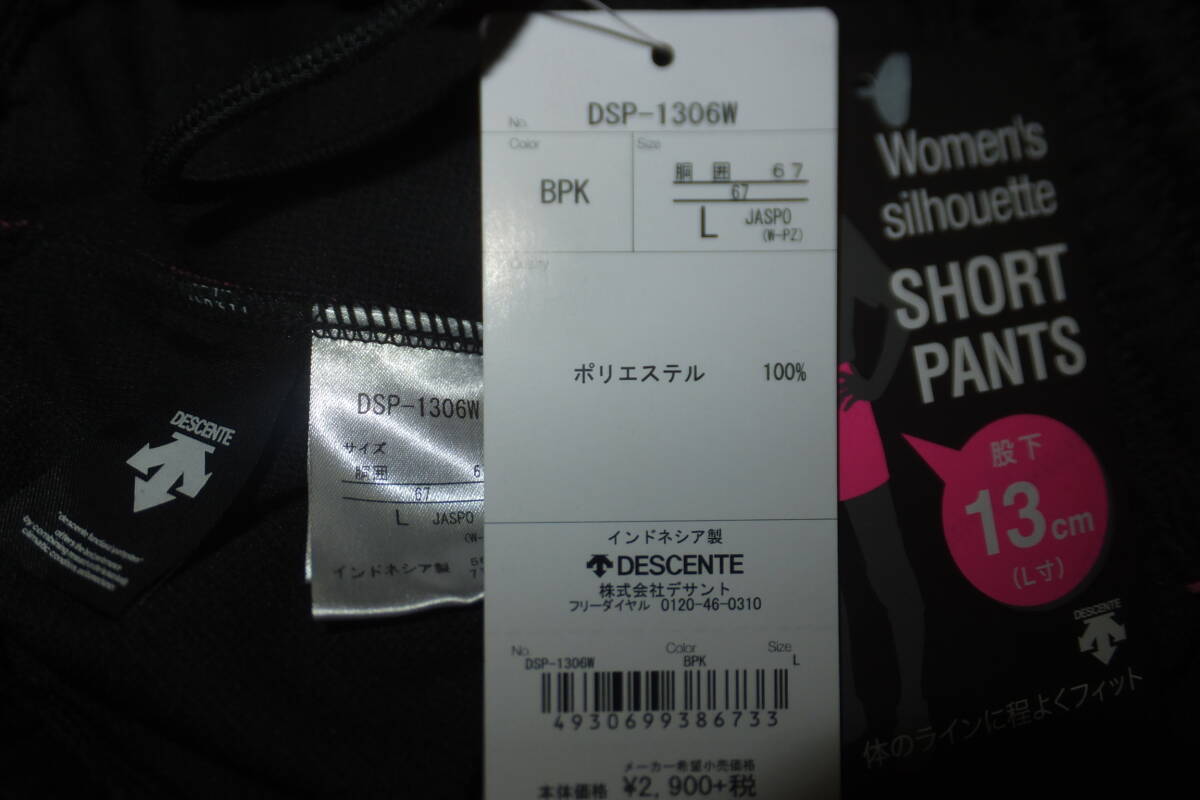 No. DSP-1306W
Color
BPK
Size
胴囲 67
67
L JASPO
(W-PZ)
Quality
ポリエステル 100%
インドネシア製
DESCENTE
株式会社デサント
フリーダイヤル 0120-46-0310
No. Color Size
DSP-1306W BPK L
4930699386733
メーカー希望小売価格
本体価格 ¥2,900+税
DESCENTE
"descente functional gear system"
DSP-1306W
サイズ
胴囲 6
67
L JASPO
(W-
インドネシア製
Women's
silhouette
SHORT
PANTS
股下
13cm
(L寸)
DESCENTE
体のラインに程よくフィット